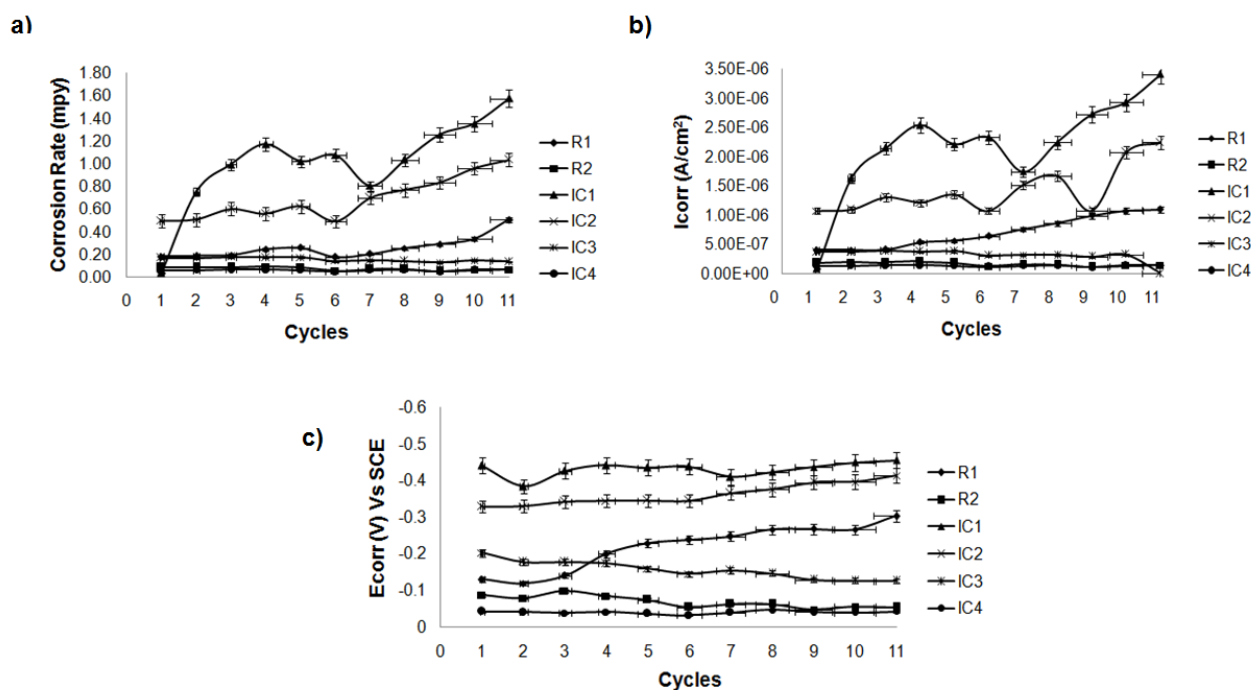 a)
Corrosion Rate (mpy)
1.80
1.60
1.40
1.20
1.00
0.80
0.60
0.40
0.20
0.00
0 1 2 3 4 5 6 7 8 9 10 11
Cycles
R1
R2
IC1
IC2
IC3
IC4
b)
Icorr (A/cm²)
3.50E-06
3.00E-06
2.50E-06
2.00E-06
1.50E-06
1.00E-06
5.00E-07
0.00E+00
0 1 2 3 4 5 6 7 8 9 10 11
Cycles
R1
R2
IC1
IC2
IC3
IC4
c)
Ecorr (V) Vs SCE
-0.6
-0.5
-0.4
-0.3
-0.2
-0.1
0
0 1 2 3 4 5 6 7 8 9 10 11
Cycles
R1
R2
IC1
IC2
IC3
IC4